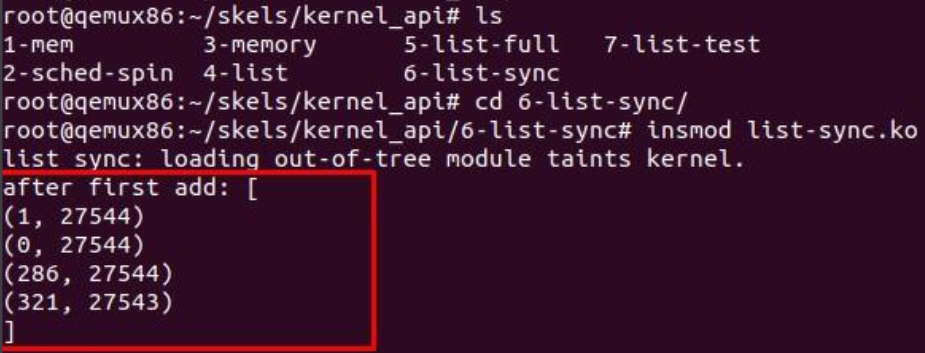 root@qemux86:~/skels/kernel_api# ls
1-mem         3-memory      5-list-full   7-list-test
2-sched-spin  4-list        6-list-sync
root@qemux86:~/skels/kernel_api# cd 6-list-sync/
root@qemux86:~/skels/kernel_api/6-list-sync# insmod list-sync.ko
list_sync: loading out-of-tree module taints kernel.
after first add: [
(1, 27544)
(0, 27544)
(286, 27544)
(321, 27543)
]